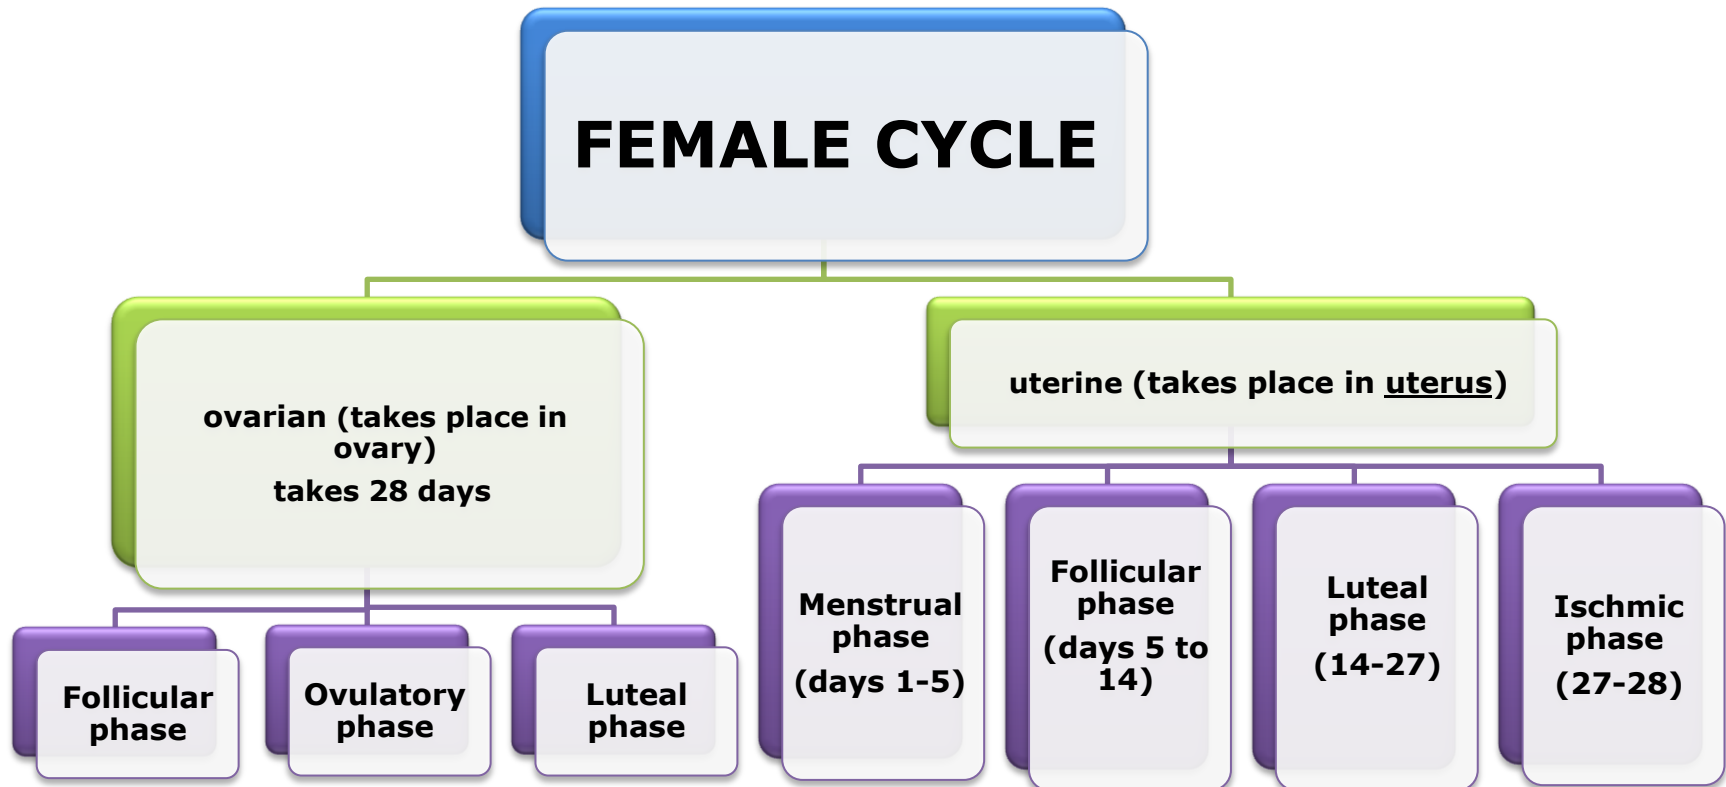 FEMALE CYCLE
ovarian (takes place in
ovary)
takes 28 days
uterine (takes place in uterus)
Follicular
phase
Ovulatory
phase
Luteal
phase
Menstrual
phase
(days 1-5)
Follicular
phase
(days 5 to
14)
Luteal
phase
(14-27)
Ischmic
phase
(27-28)